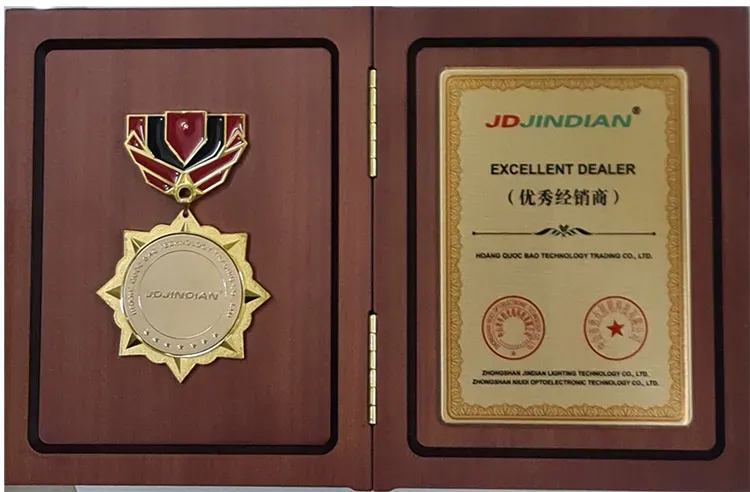 JDJINDIAN
JDJINDIAN®
EXCELLENT DEALER
（优秀经销商）
HOANG QUOC BAO TECHNOLOGY TRADING CO., LTD.
ZHONGSHAN JINDIAN LIGHTING TECHNOLOGY CO., LTD.
ZHONGSHAN NIUDI OPTOELECTRONIC TECHNOLOGY CO., LTD.